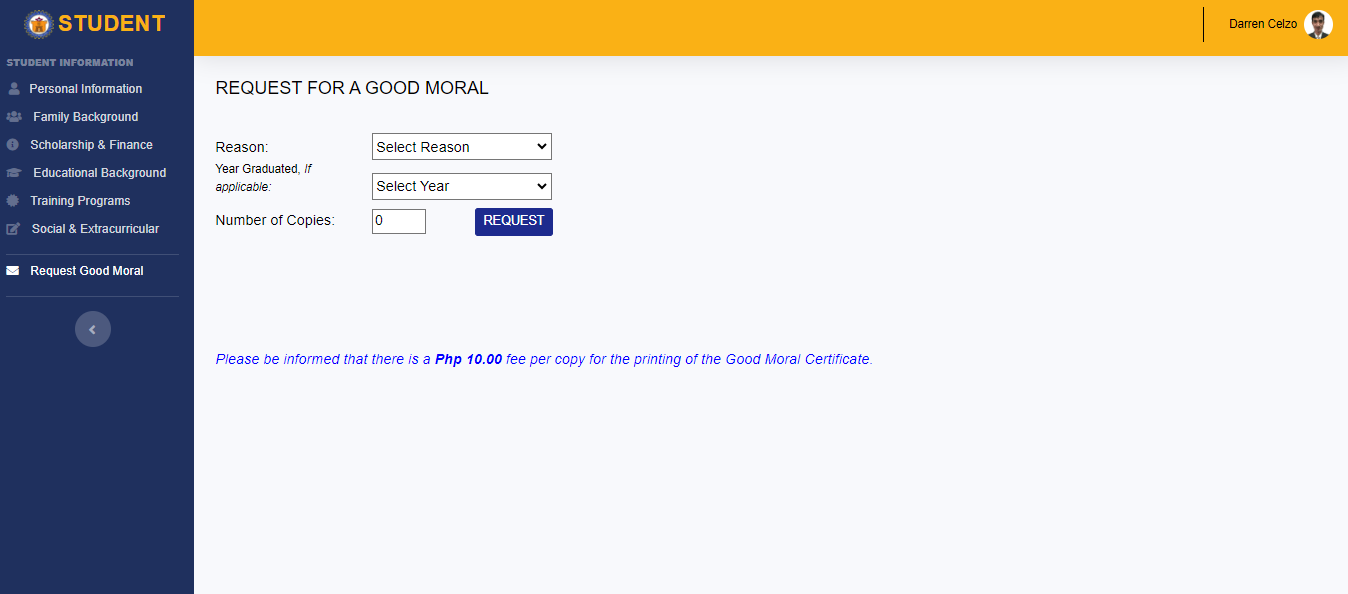 STUDENT
Darren Celzo
STUDENT INFORMATION
Personal Information
Family Background
Scholarship & Finance
Educational Background
Training Programs
Social & Extracurricular
Request Good Moral
REQUEST FOR A GOOD MORAL
Reason:
Select Reason
Year Graduated, If
applicable:
Select Year
Number of Copies:
0
REQUEST
Please be informed that there is a Php 10.00 fee per copy for the printing of the Good Moral Certificate.